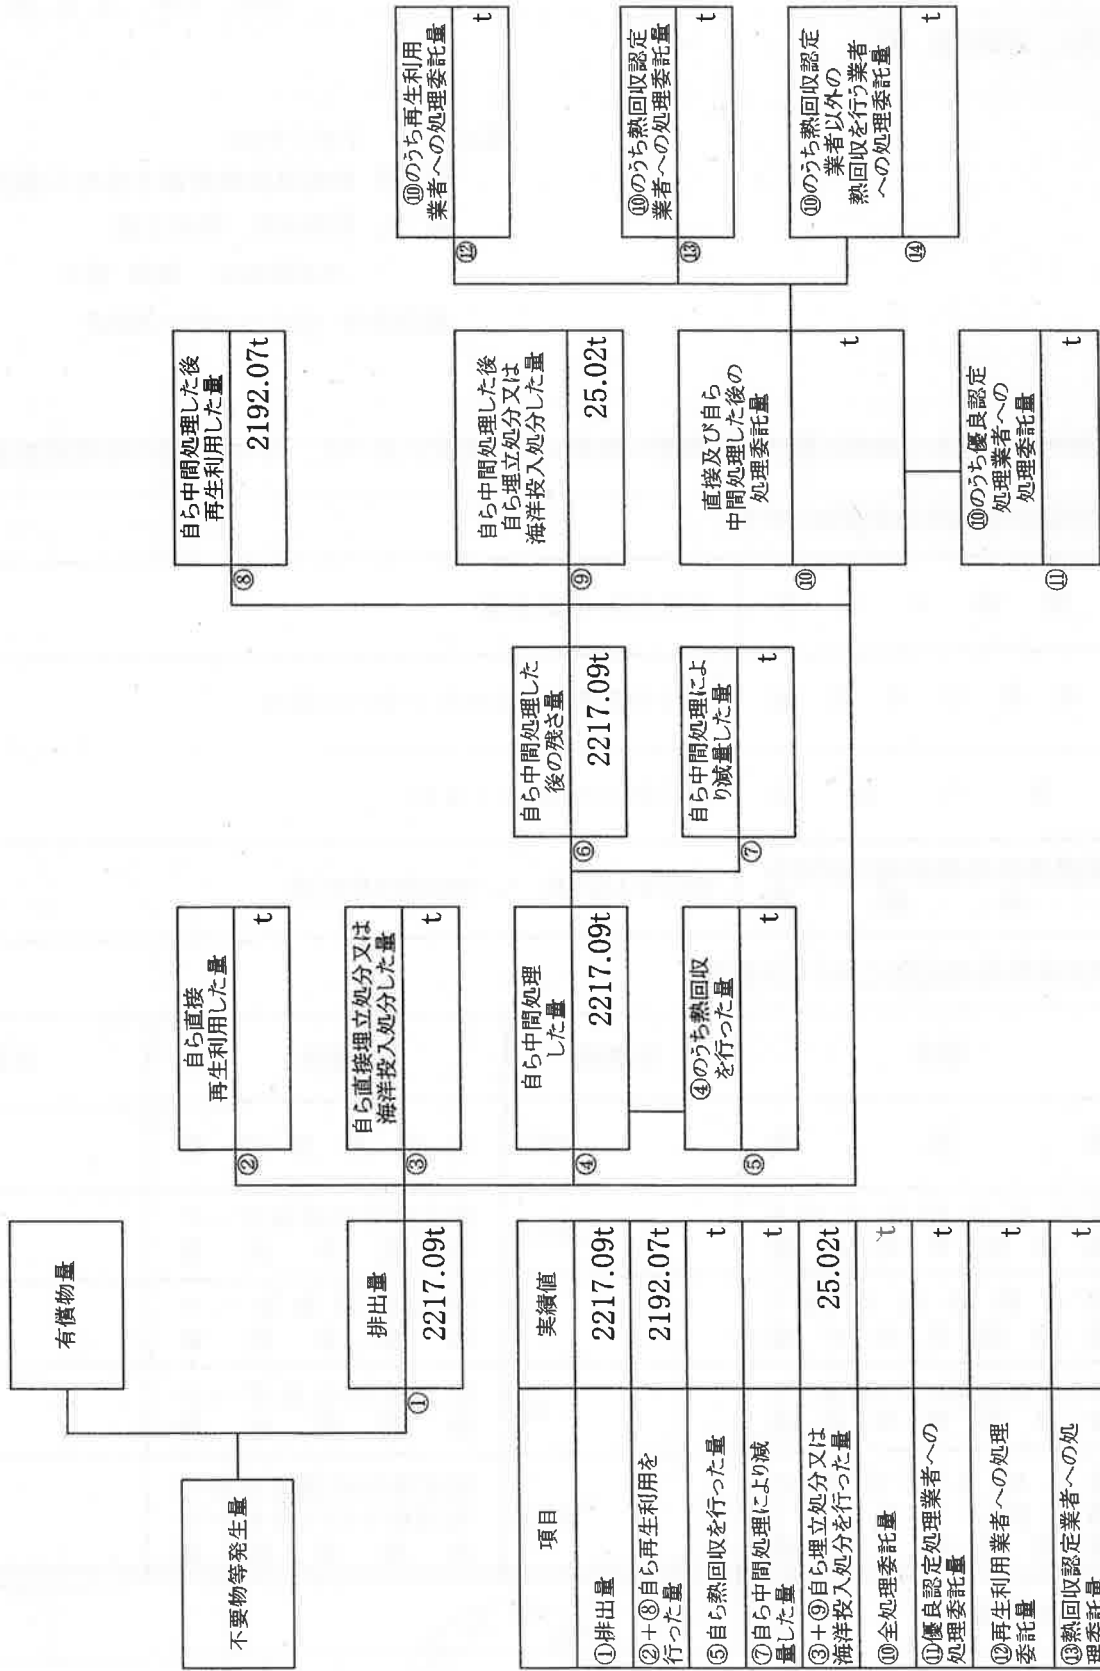 不要物等発生量
有償物量
排出量
①
2217.09t
自ら直接
再生利用した量
②
t
自ら直接埋立処分又は
海洋投入処分した量
③
t
自ら中間処理
した量
④
2217.09t
④のうち熱回収
を行った量
⑤
t
自ら中間処理した
後の残さ量
⑥
2217.09t
自ら中間処理によ
り減量した量
⑦
t
自ら中間処理した後
再生利用した量
⑧
2192.07t
自ら中間処理した後
自ら埋立処分又は
海洋投入処分した量
⑨
25.02t
直接及び自ら
中間処理した後の
処理委託量
⑩
t
⑩のうち優良認定
処理業者への
処理委託量
⑪
t
⑩のうち再生利用
業者への処理委託量
⑫
t
⑩のうち熱回収認定
業者への処理委託量
⑬
t
⑩のうち熱回収認定
業者以外の
熱回収を行う業者
への処理委託量
⑭
t
項目 実績値
①排出量 2217.09t
②+⑧自ら再生利用を
行った量 2192.07t
⑤自ら熱回収を行った量 t
⑦自ら中間処理により減
量した量 t
③+⑨自ら埋立処分又は
海洋投入処分を行った量 25.02t
⑩全処理委託量 t
⑪優良認定処理業者への
処理委託量 t
⑫再生利用業者への処理
委託量 t
⑬熱回収認定業者への処
理委託量 t